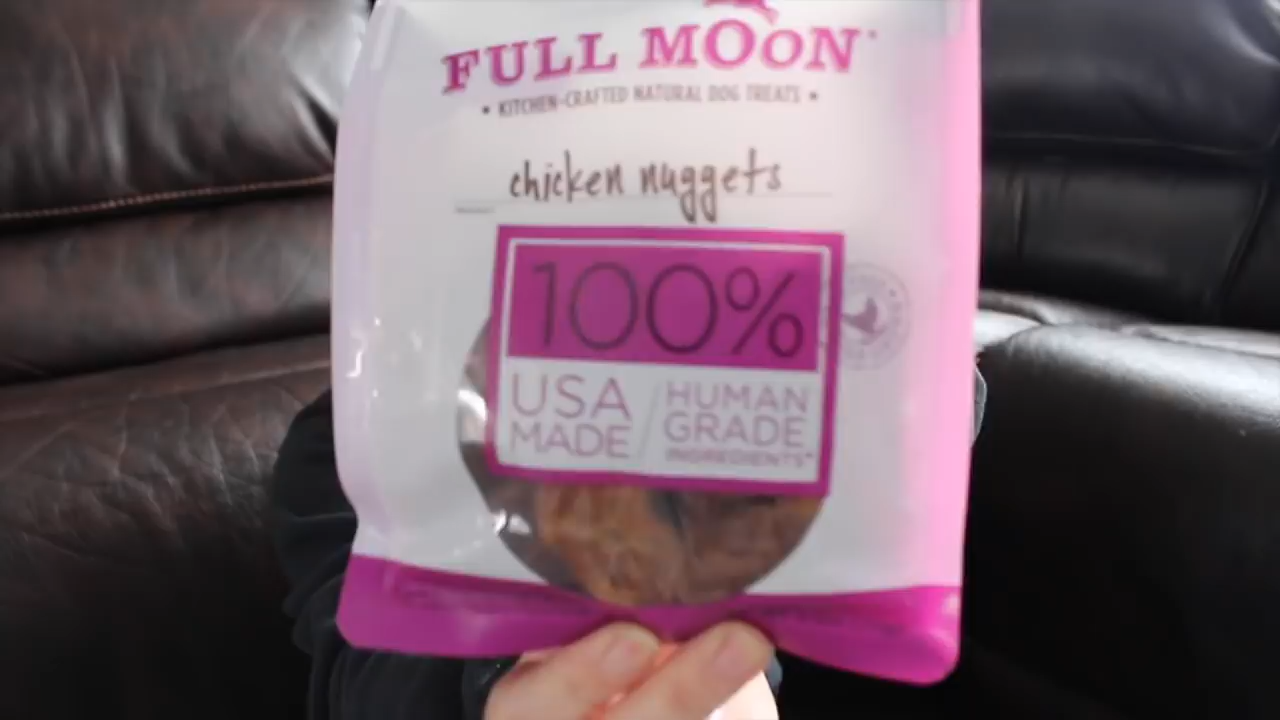 FULL MOON
• KITCHEN-CRAFTED NATURAL DOG TREATS •
chicken nuggets
100%
USA MADE / HUMAN GRADE INGREDIENTS*